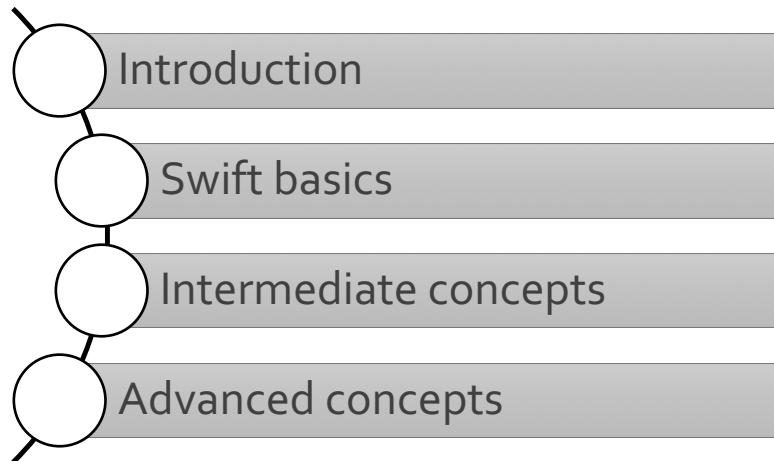 Introduction
Swift basics
Intermediate concepts
Advanced concepts